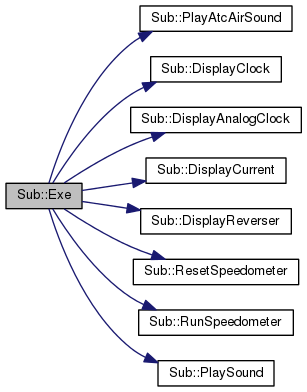 Sub::PlayAtcAirSound
Sub::DisplayClock
Sub::DisplayAnalogClock
Sub::Exe
Sub::DisplayCurrent
Sub::DisplayReverser
Sub::ResetSpeedometer
Sub::RunSpeedometer
Sub::PlaySound